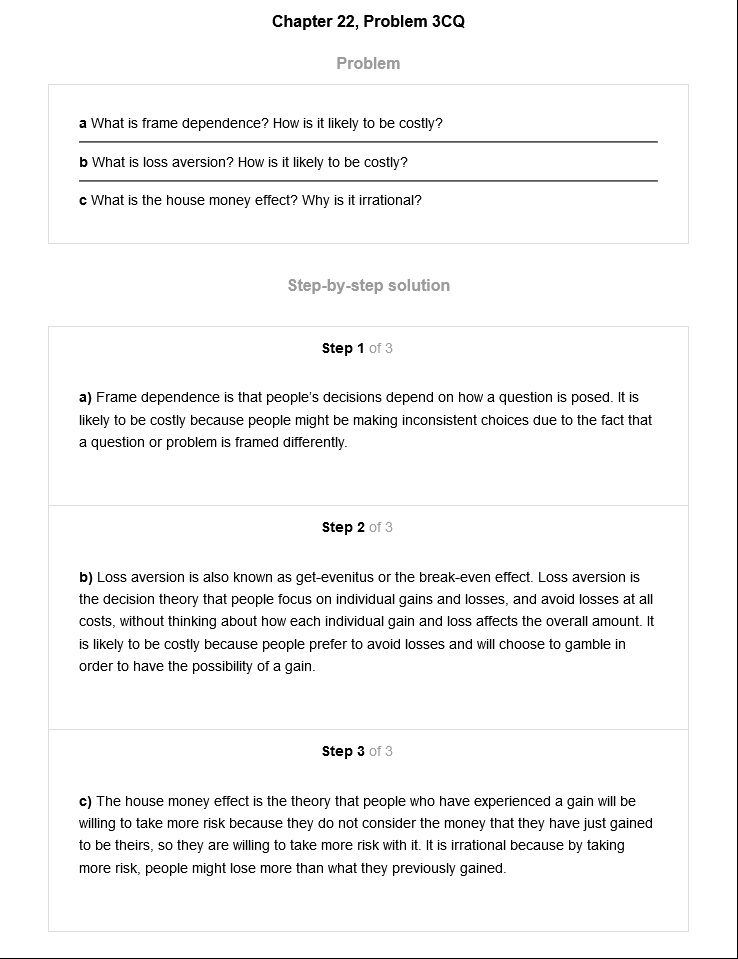 Chapter 22, Problem 3CQ
Problem
a What is frame dependence? How is it likely to be costly?
b What is loss aversion? How is it likely to be costly?
c What is the house money effect? Why is it irrational?
Step-by-step solution
Step 1 of 3
a) Frame dependence is that people's decisions depend on how a question is posed. It is
likely to be costly because people might be making inconsistent choices due to the fact that
a question or problem is framed differently.
Step 2 of 3
b) Loss aversion is also known as get-evenitus or the break-even effect. Loss aversion is
the decision theory that people focus on individual gains and losses, and avoid losses at all
costs, without thinking about how each individual gain and loss affects the overall amount. It
is likely to be costly because people prefer to avoid losses and will choose to gamble in
order to have the possibility of a gain.
Step 3 of 3
c) The house money effect is the theory that people who have experienced a gain will be
willing to take more risk because they do not consider the money that they have just gained
to be theirs, so they are willing to take more risk with it. It is irrational because by taking
more risk, people might lose more than what they previously gained.